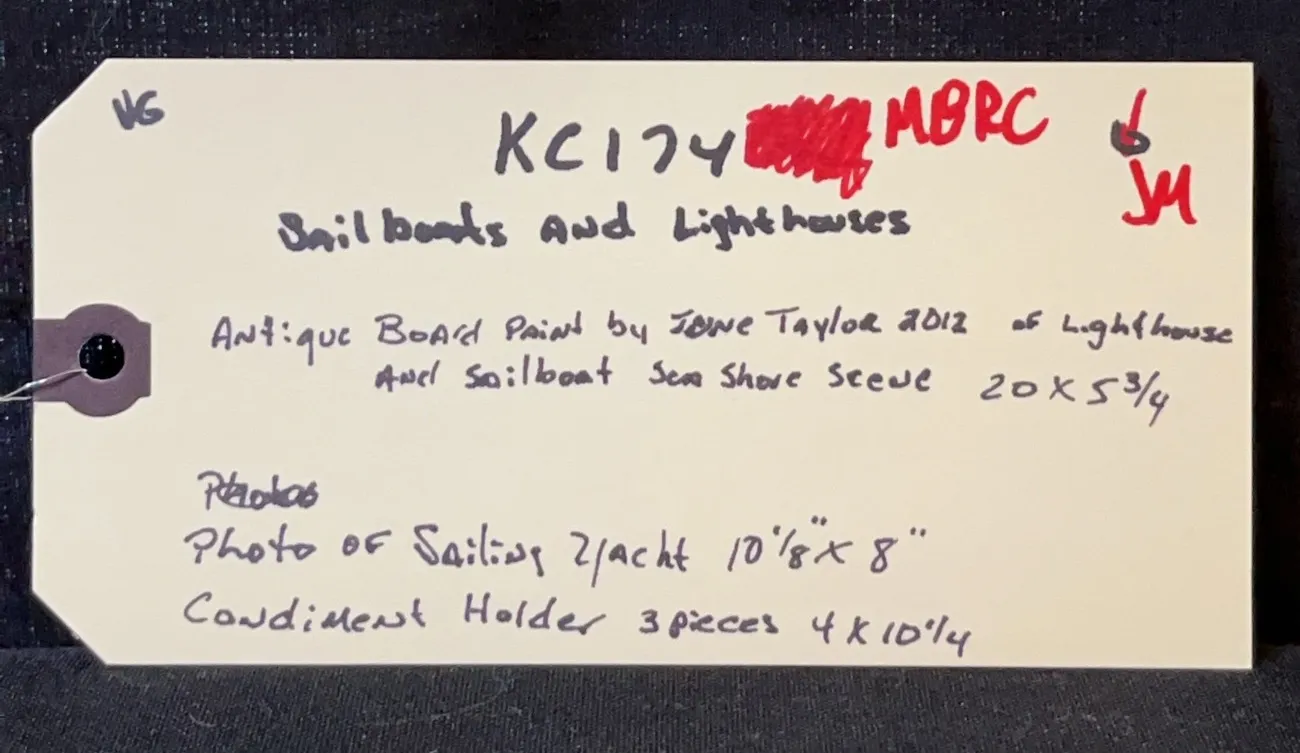 VG
KC174 MBRC 6
JM
Sailboats and Lighthouses
Antique Board Paint by Taylor 2012 of Lighthouse
And Sailboat Sea Shore Scene 20 X 5 3/4
Photos
Photo of Sailing Yacht 10 1/8" X 8"
Condiment Holder 3 pieces 4 X 10 1/4